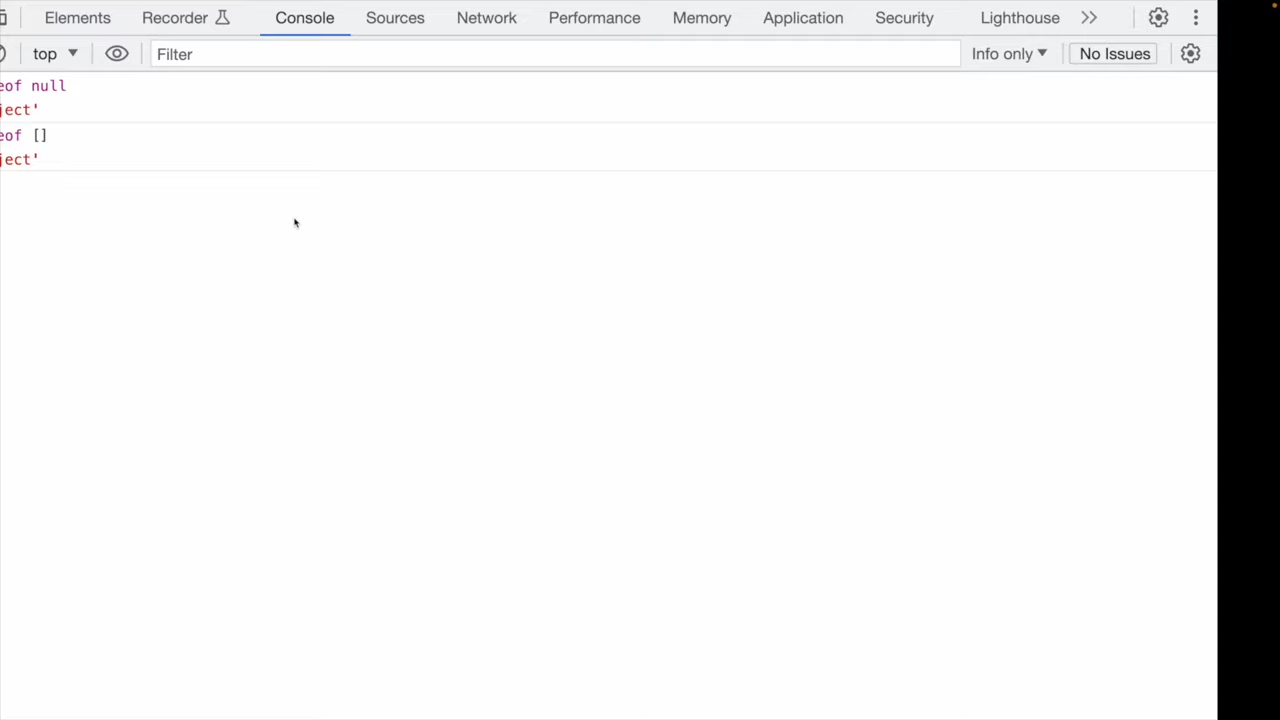 Elements Recorder Console Sources Network Performance Memory Application Security Lighthouse
top Filter Info only No Issues
eof null
ject'
eof []
ject'